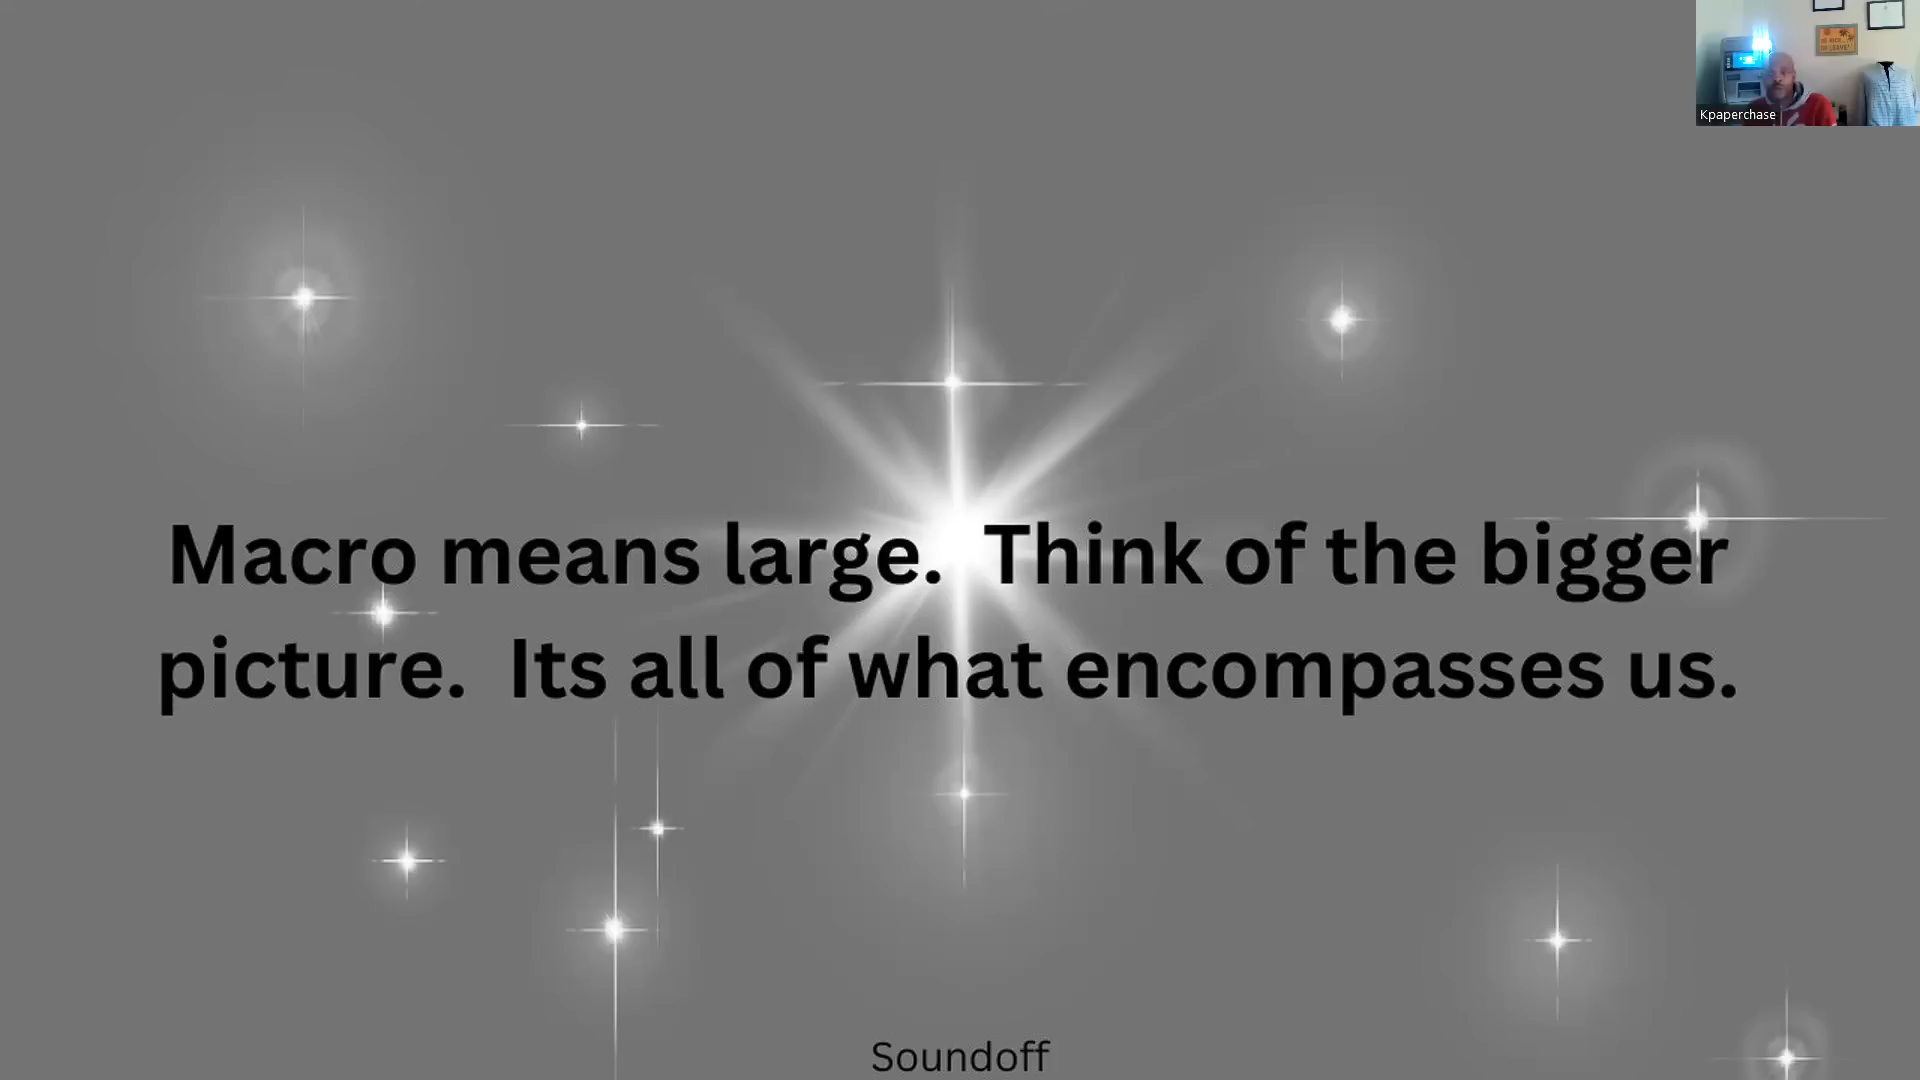 Kpaperchase
Macro means large.  Think of the bigger
picture.  Its all of what encompasses us.
Soundoff